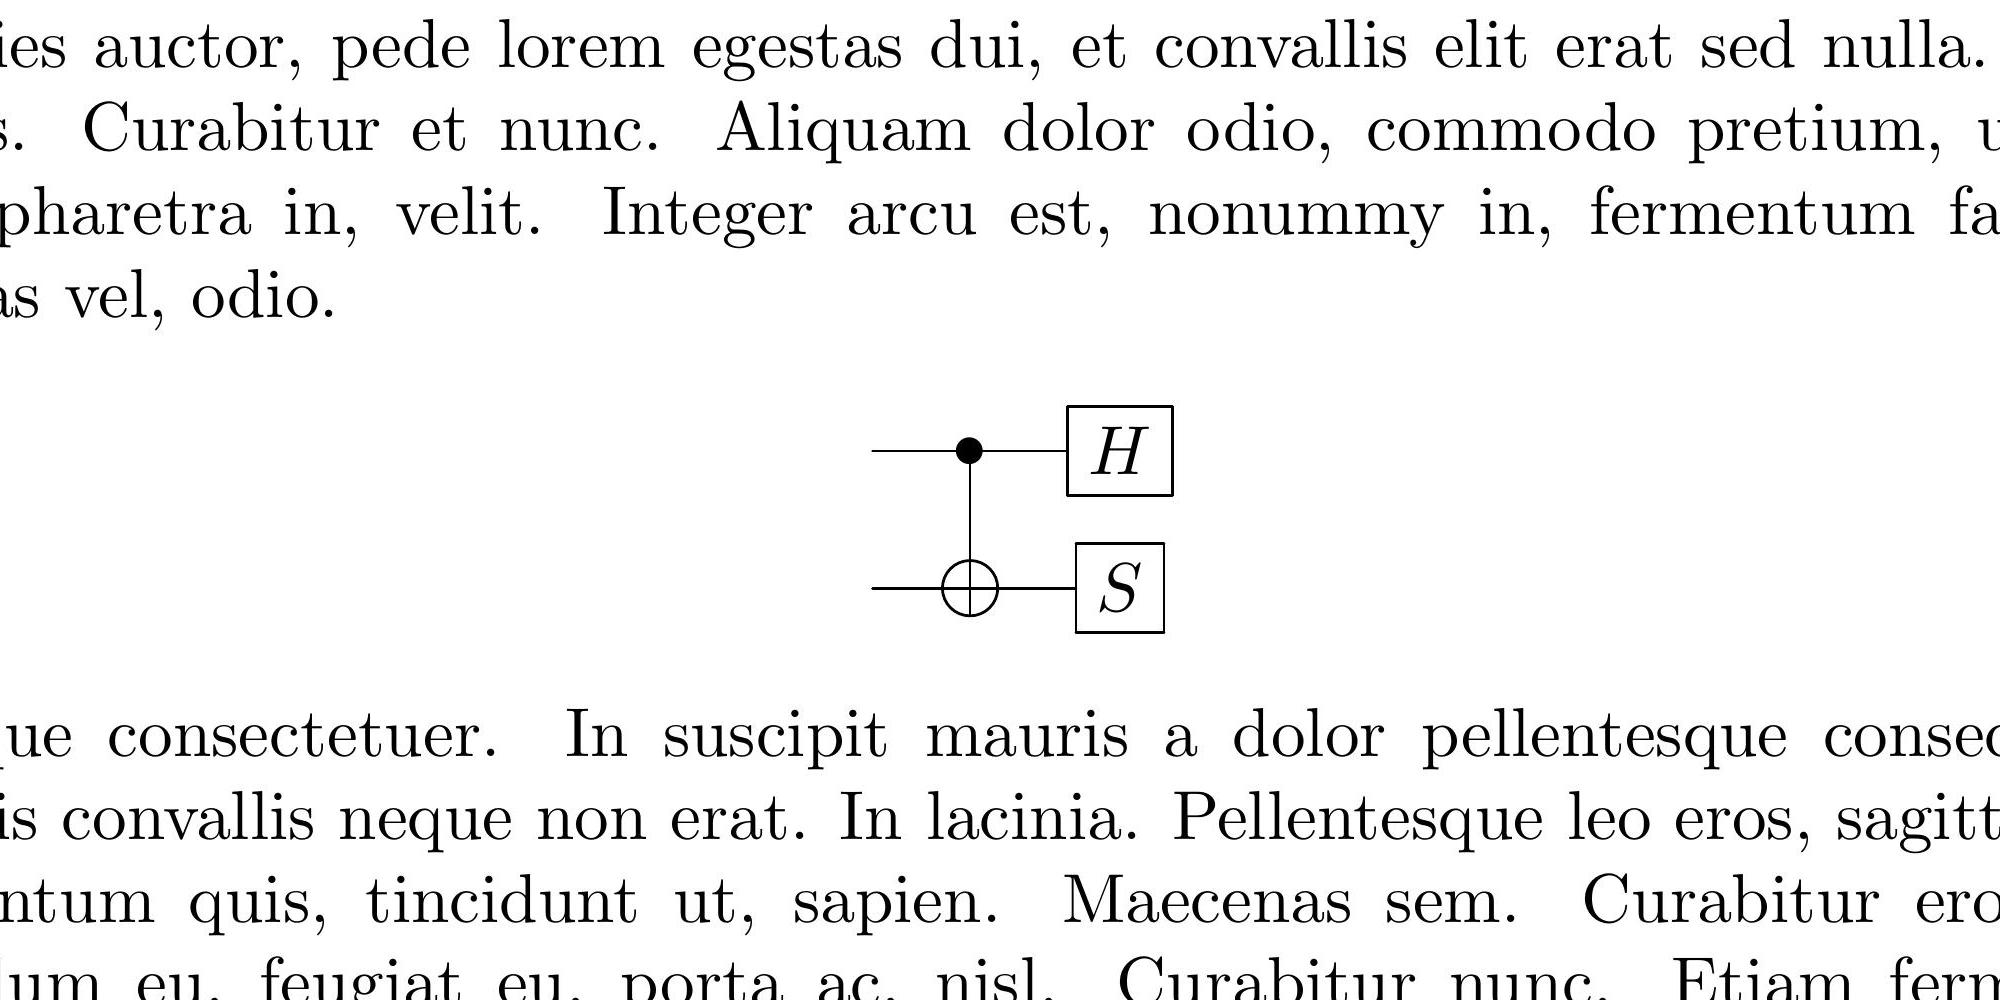 ies auctor, pede lorem egestas dui, et convallis elit erat sed nulla.
s. Curabitur et nunc. Aliquam dolor odio, commodo pretium, u
pharetra in, velit. Integer arcu est, nonummy in, fermentum fa
as vel, odio.
H
S
ue consectetuer. In suscipit mauris a dolor pellentesque consec
is convallis neque non erat. In lacinia. Pellentesque leo eros, sagitt
ntum quis, tincidunt ut, sapien. Maecenas sem. Curabitur ero
lum eu, feugiat eu, porta ac, nisl. Curabitur nunc. Etiam ferm